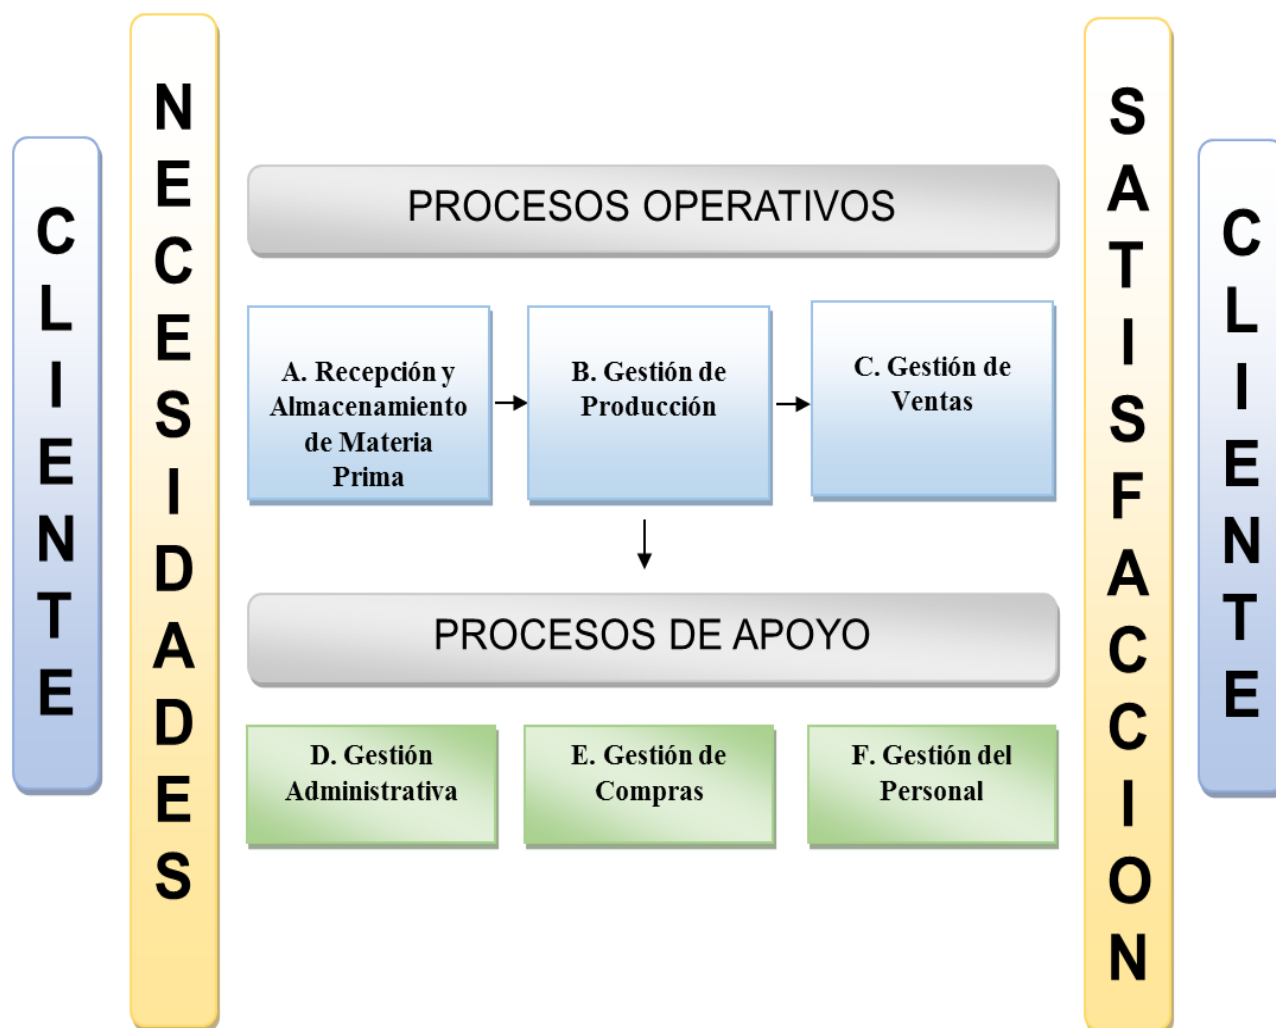 CLIENTE
NECESIDADES
PROCESOS OPERATIVOS
A. Recepción y
Almacenamiento
de Materia
Prima
B. Gestión de
Producción
C. Gestión de
Ventas
PROCESOS DE APOYO
D. Gestión
Administrativa
E. Gestión de
Compras
F. Gestión del
Personal
SATISFACCION
CLIENTE